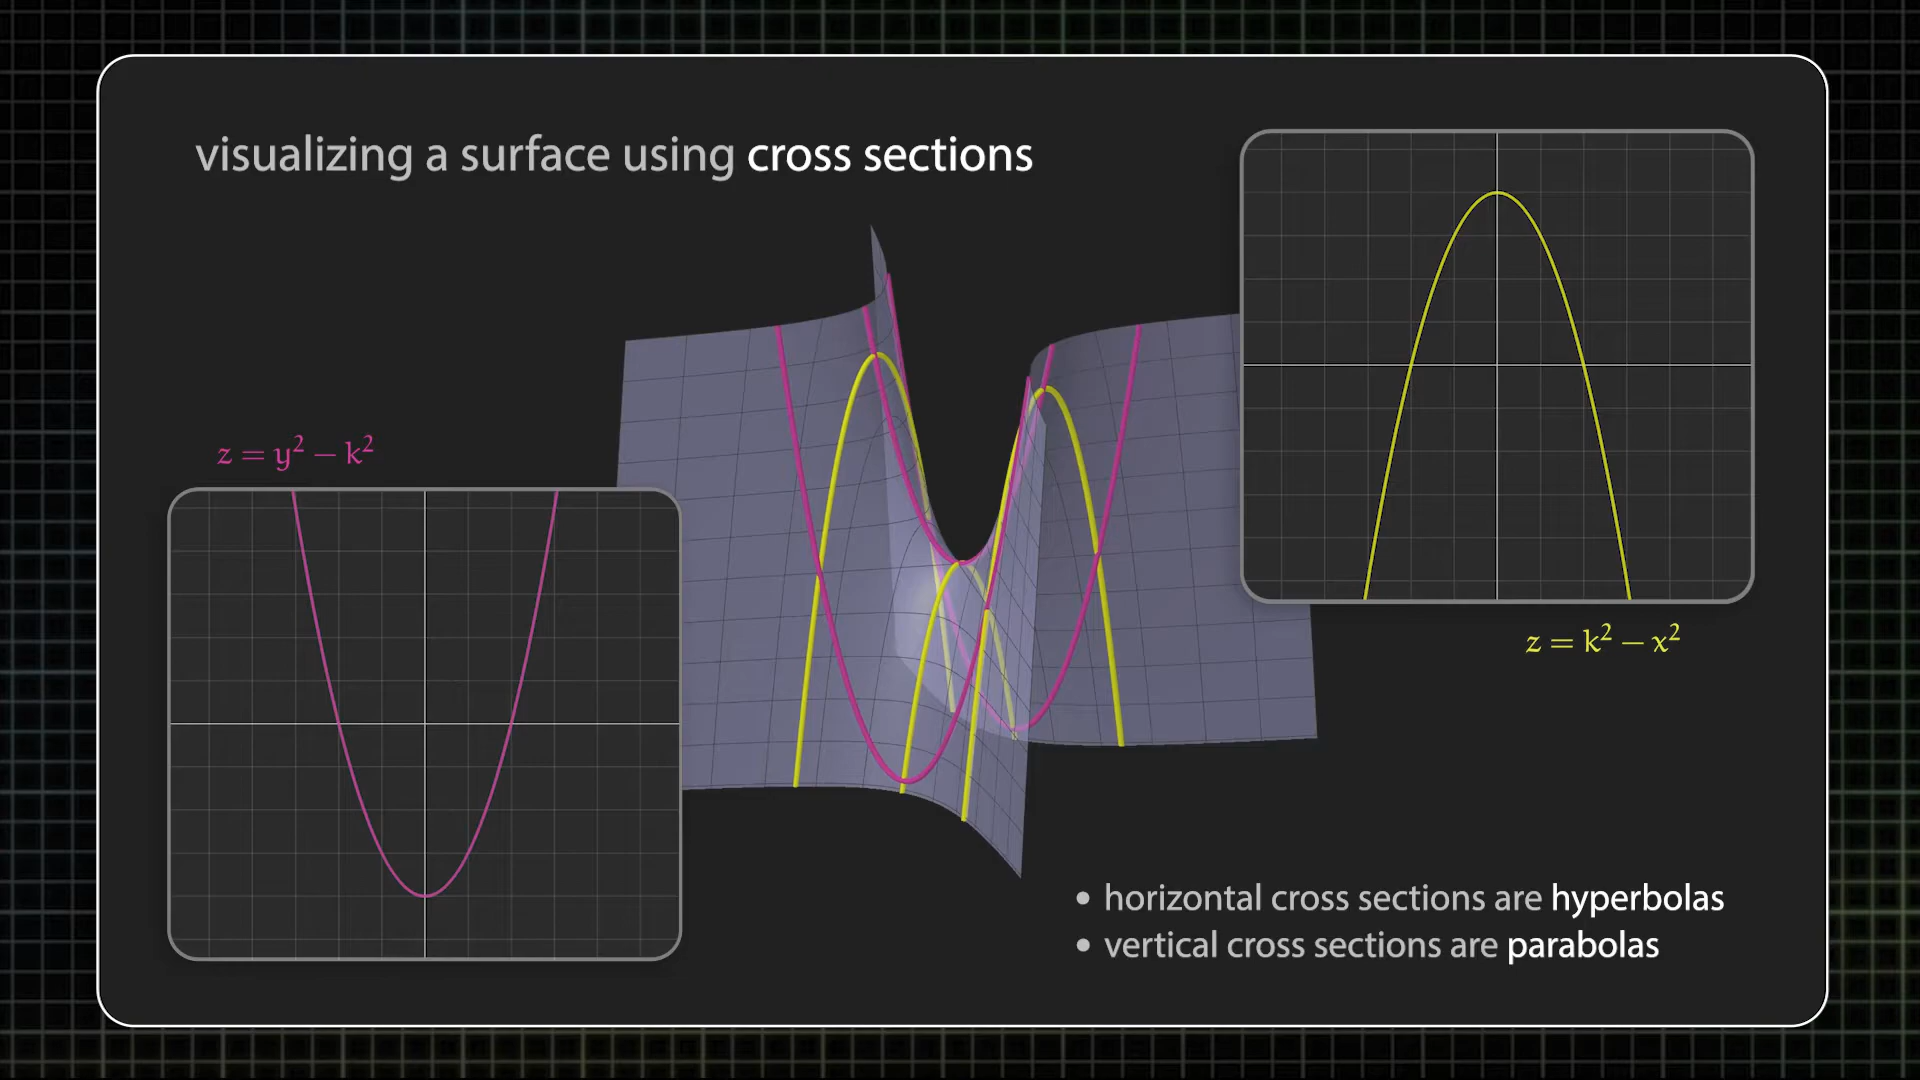 visualizing a surface using cross sections
z = y² − k²
z = k² − x²
• horizontal cross sections are hyperbolas
• vertical cross sections are parabolas